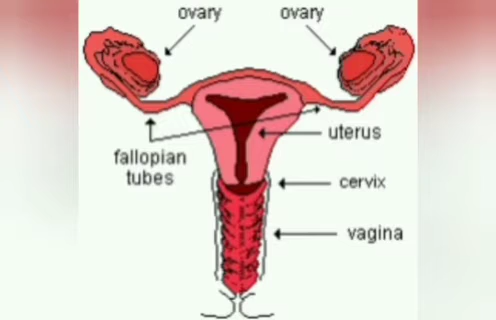 ovary
ovary
uterus
fallopian
tubes
cervix
vagina